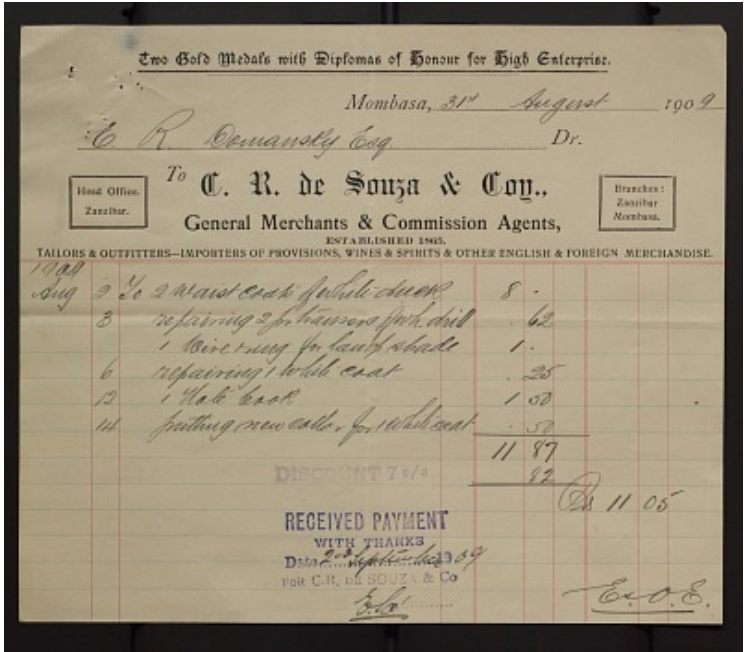 Two Gold Medals with Diplomas of Honour for High Enterprise.
Mombasa, 31st August 1909
E R Domansky Esq Dr.
To C. R. de Souza & Coy.,
Head Office. Zanzibar.
Branches: Zanzibar Mombasa.
General Merchants & Commission Agents,
ESTABLISHED 1865.
TAILORS & OUTFITTERS—IMPORTERS OF PROVISIONS, WINES & SPIRITS & OTHER ENGLISH & FOREIGN MERCHANDISE.
1909
Aug 2 To 2 waist coats of white duck 8 -
3 repairing 2 pr trousers of wh. drill . 62
1 Wire ring for lamp shade 1 .
6 repairing 1 white coat . 25
12 1 Note book 1 50
14 putting new collar for 1 white coat . 50
11 87
DISCOUNT 7 o/o 82
Rs 11 05
RECEIVED PAYMENT
WITH THANKS
Date 2nd September 1909
PER C.R. DE SOUZA & Co
E. & O. E.